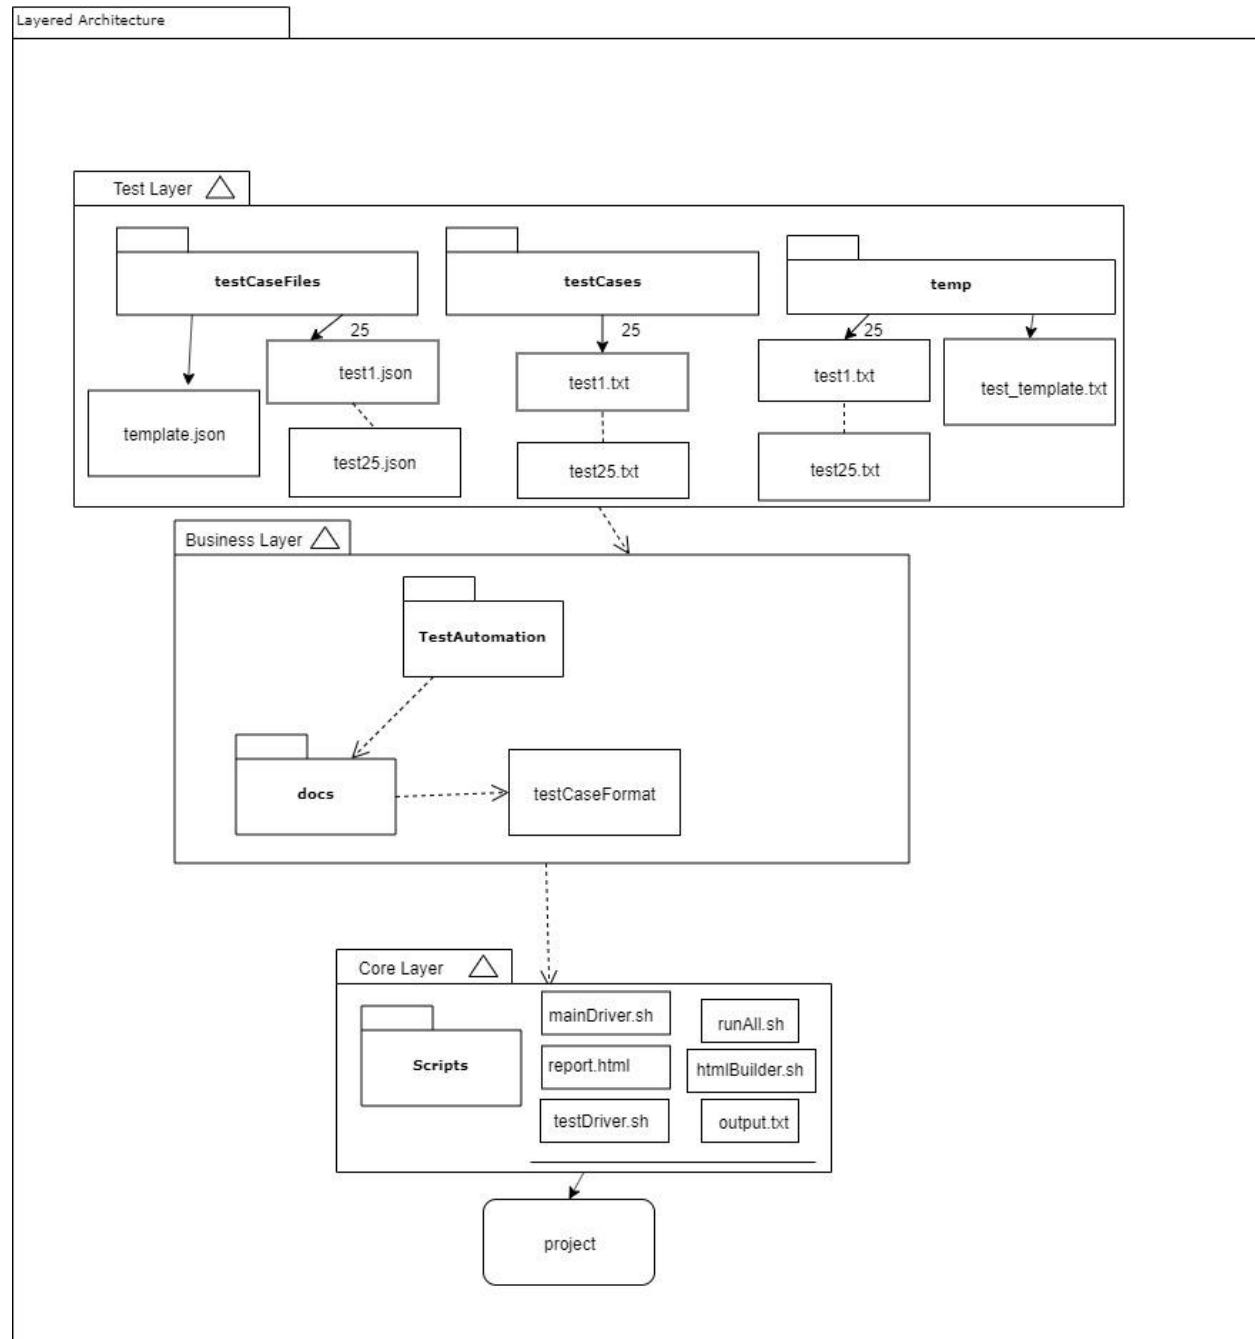 Layered Architecture
Test Layer
testCaseFiles
testCases
temp
25
25
25
test1.json
test1.txt
test1.txt
test_template.txt
template.json
test25.json
test25.txt
test25.txt
Business Layer
TestAutomation
docs
testCaseFormat
Core Layer
Scripts
mainDriver.sh
runAll.sh
report.html
htmlBuilder.sh
testDriver.sh
output.txt
project